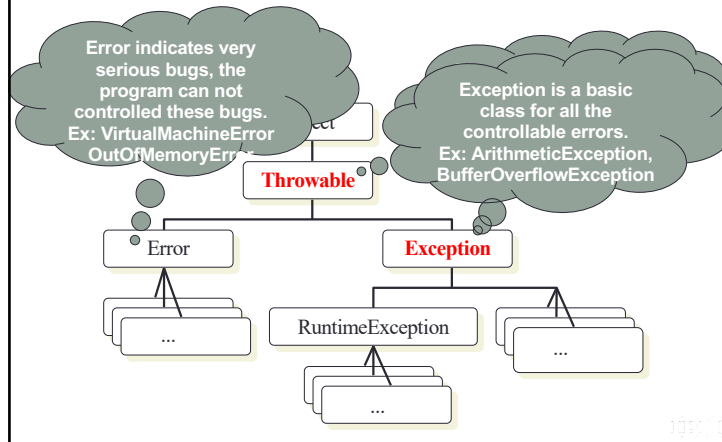 Error indicates very
serious bugs, the
program can not
controlled these bugs.
Ex: VirtualMachineError
OutOfMemoryError
Exception is a basic
class for all the
controllable errors.
Ex: ArithmeticException,
BufferOverflowException
Throwable
Error
Exception
...
RuntimeException
...
...